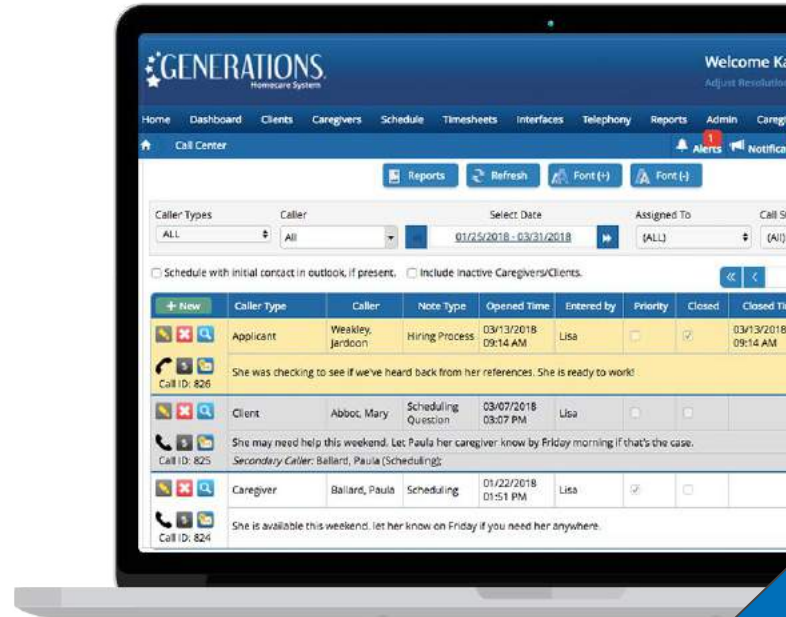 GENERATIONS.
Homecare System
Welcome Ka
Adjust Resolution
Home Dashboard Clients Caregivers Schedule Timesheets Interfaces Telephony Reports Admin Caregi
Call Center
1
Alerts Notifica
Reports Refresh Font (+) Font (-)
Caller Types Caller Select Date Assigned To Call S
ALL All 01/25/2018 - 03/31/2018 (ALL) (All)
Schedule with initial contact in outlook, if present. Include Inactive Caregivers/Clients.
+ New Caller Type Caller Note Type Opened Time Entered by Priority Closed Closed Ti
Applicant Weakley, Jardoon Hiring Process 03/13/2018 09:14 AM Lisa 03/13/2018 09:14 AM
Call ID: 826
She was checking to see if we've heard back from her references. She is ready to work!
Client Abbot, Mary Scheduling Question 03/07/2018 03:07 PM Lisa
She may need help this weekend. Let Paula her caregiver know by Friday morning if that's the case.
Call ID: 825 Secondary Caller: Ballard, Paula (Scheduling);
Caregiver Ballard, Paula Scheduling 01/22/2018 01:51 PM Lisa
She is available this weekend. let her know on Friday if you need her anywhere.
Call ID: 824